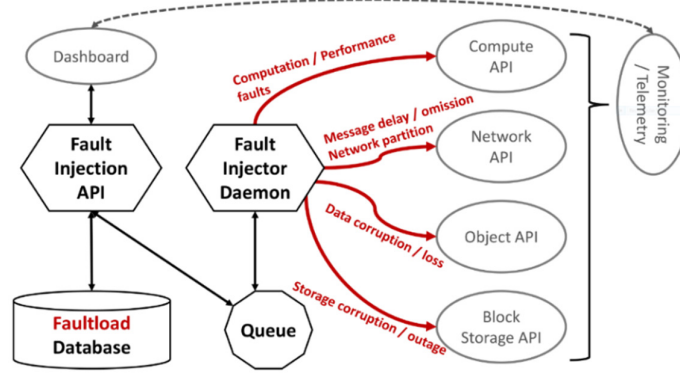 Dashboard
Fault
Injection
API
Faultload
Database
Fault
Injector
Daemon
Queue
Computation / Performance
faults
Message delay / omission
Network partition
Data corruption / loss
Storage corruption / outage
Compute
API
Network
API
Object API
Block
Storage API
Monitoring
/ Telemetry